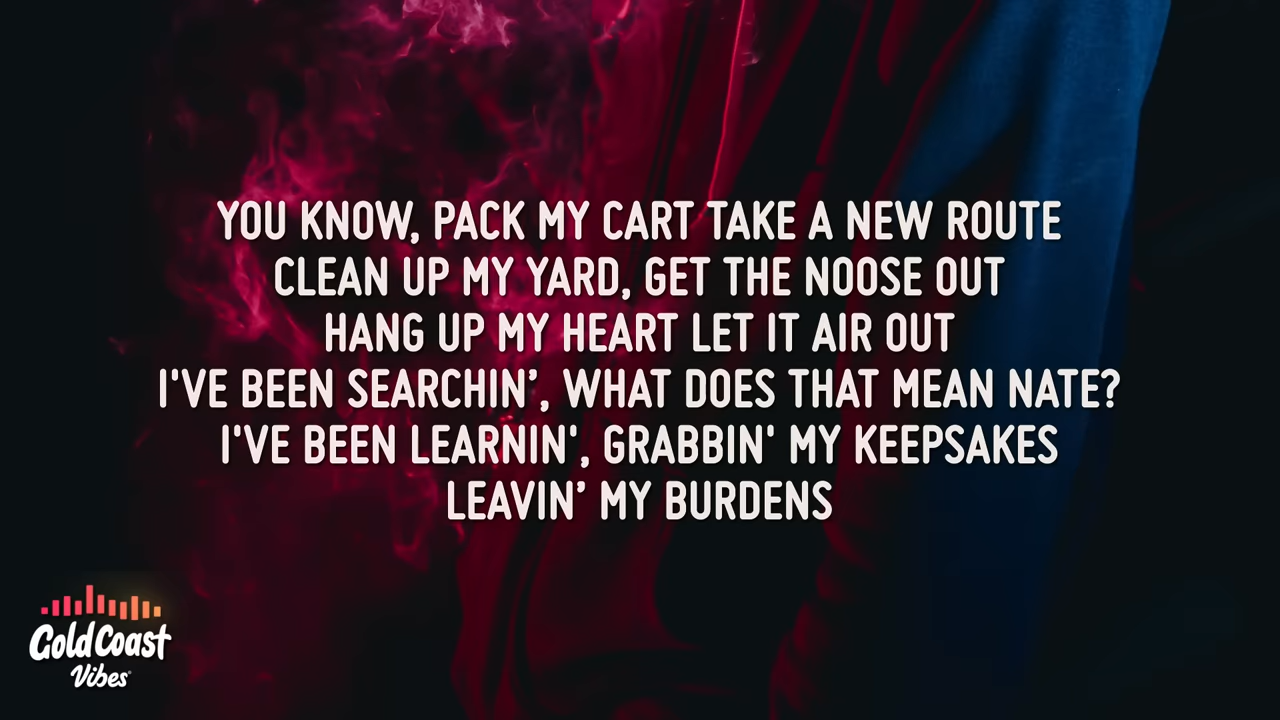 YOU KNOW, PACK MY CART TAKE A NEW ROUTE
CLEAN UP MY YARD, GET THE NOOSE OUT
HANG UP MY HEART LET IT AIR OUT
I'VE BEEN SEARCHIN’, WHAT DOES THAT MEAN NATE?
I'VE BEEN LEARNIN', GRABBIN' MY KEEPSAKES
LEAVIN’ MY BURDENS
Gold Coast
Vibes